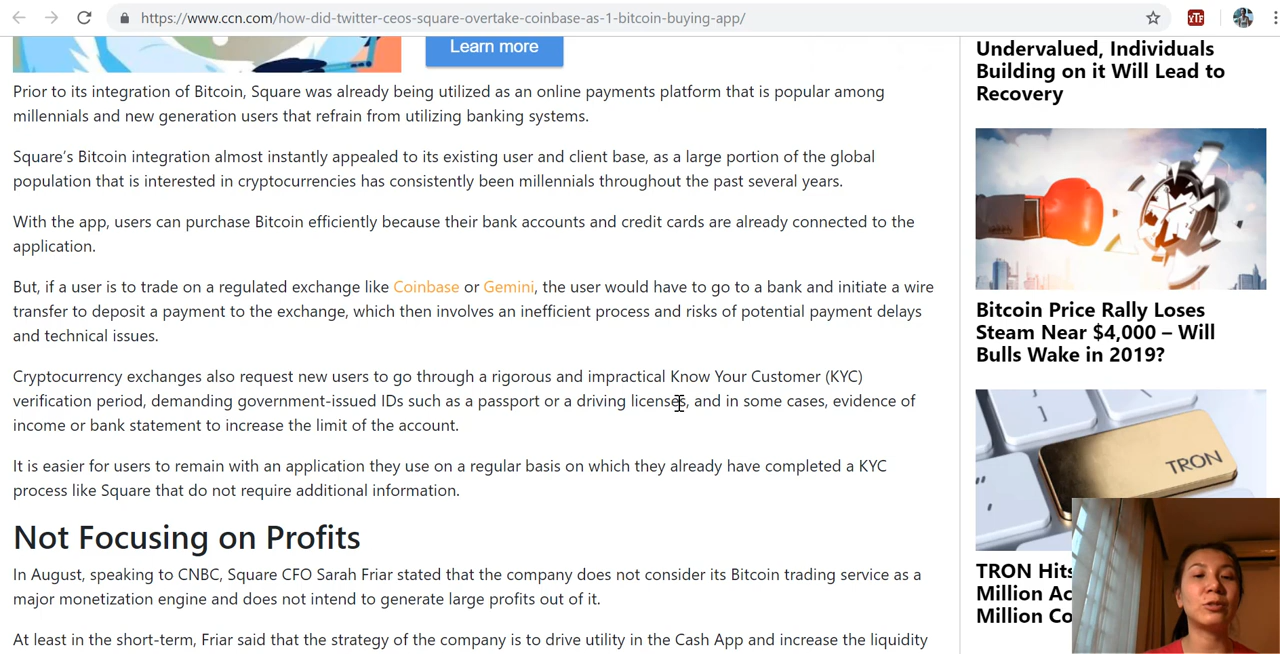 https://www.ccn.com/how-did-twitter-ceos-square-overtake-coinbase-as-1-bitcoin-buying-app/
YTF
Learn more
Prior to its integration of Bitcoin, Square was already being utilized as an online payments platform that is popular among
millennials and new generation users that refrain from utilizing banking systems.
Square’s Bitcoin integration almost instantly appealed to its existing user and client base, as a large portion of the global
population that is interested in cryptocurrencies has consistently been millennials throughout the past several years.
With the app, users can purchase Bitcoin efficiently because their bank accounts and credit cards are already connected to the
application.
But, if a user is to trade on a regulated exchange like Coinbase or Gemini, the user would have to go to a bank and initiate a wire
transfer to deposit a payment to the exchange, which then involves an inefficient process and risks of potential payment delays
and technical issues.
Cryptocurrency exchanges also request new users to go through a rigorous and impractical Know Your Customer (KYC)
verification period, demanding government-issued IDs such as a passport or a driving licenses, and in some cases, evidence of
income or bank statement to increase the limit of the account.
It is easier for users to remain with an application they use on a regular basis on which they already have completed a KYC
process like Square that do not require additional information.
Not Focusing on Profits
In August, speaking to CNBC, Square CFO Sarah Friar stated that the company does not consider its Bitcoin trading service as a
major monetization engine and does not intend to generate large profits out of it.
At least in the short-term, Friar said that the strategy of the company is to drive utility in the Cash App and increase the liquidity
Undervalued, Individuals
Building on it Will Lead to
Recovery
Bitcoin Price Rally Loses
Steam Near $4,000 – Will
Bulls Wake in 2019?
TRON
TRON Hits
Million Ac
Million Co